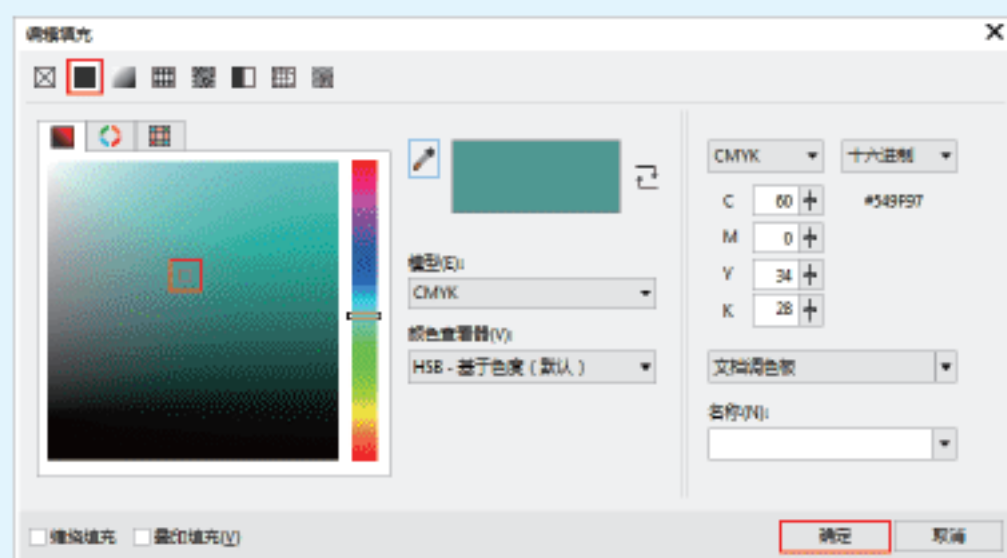 编辑填充
CMYK
十六进制
C 60
#549F97
M 0
模型(E):
Y 34
CMYK
K 28
颜色查看器(V):
HSB - 基于色度（默认）
文档调色板
名称(N):
缠绕填充
叠印填充(V)
确定
取消